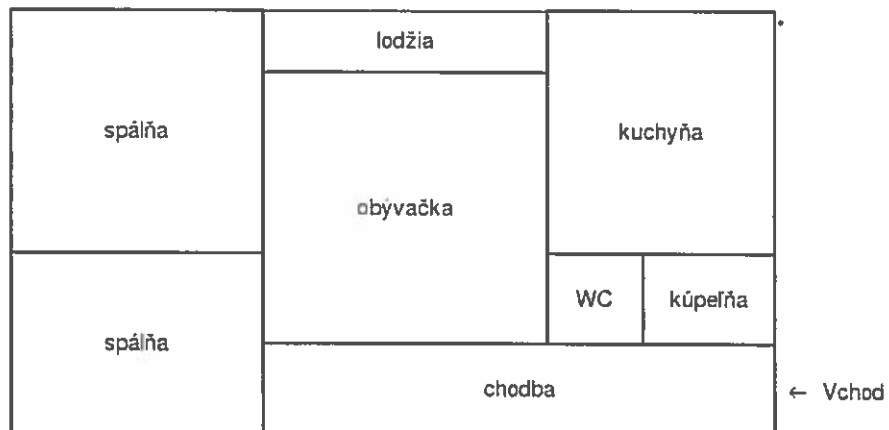 lodžia
spálňa
kuchyňa
obývačka
WC
kúpeľňa
spálňa
chodba
← Vchod